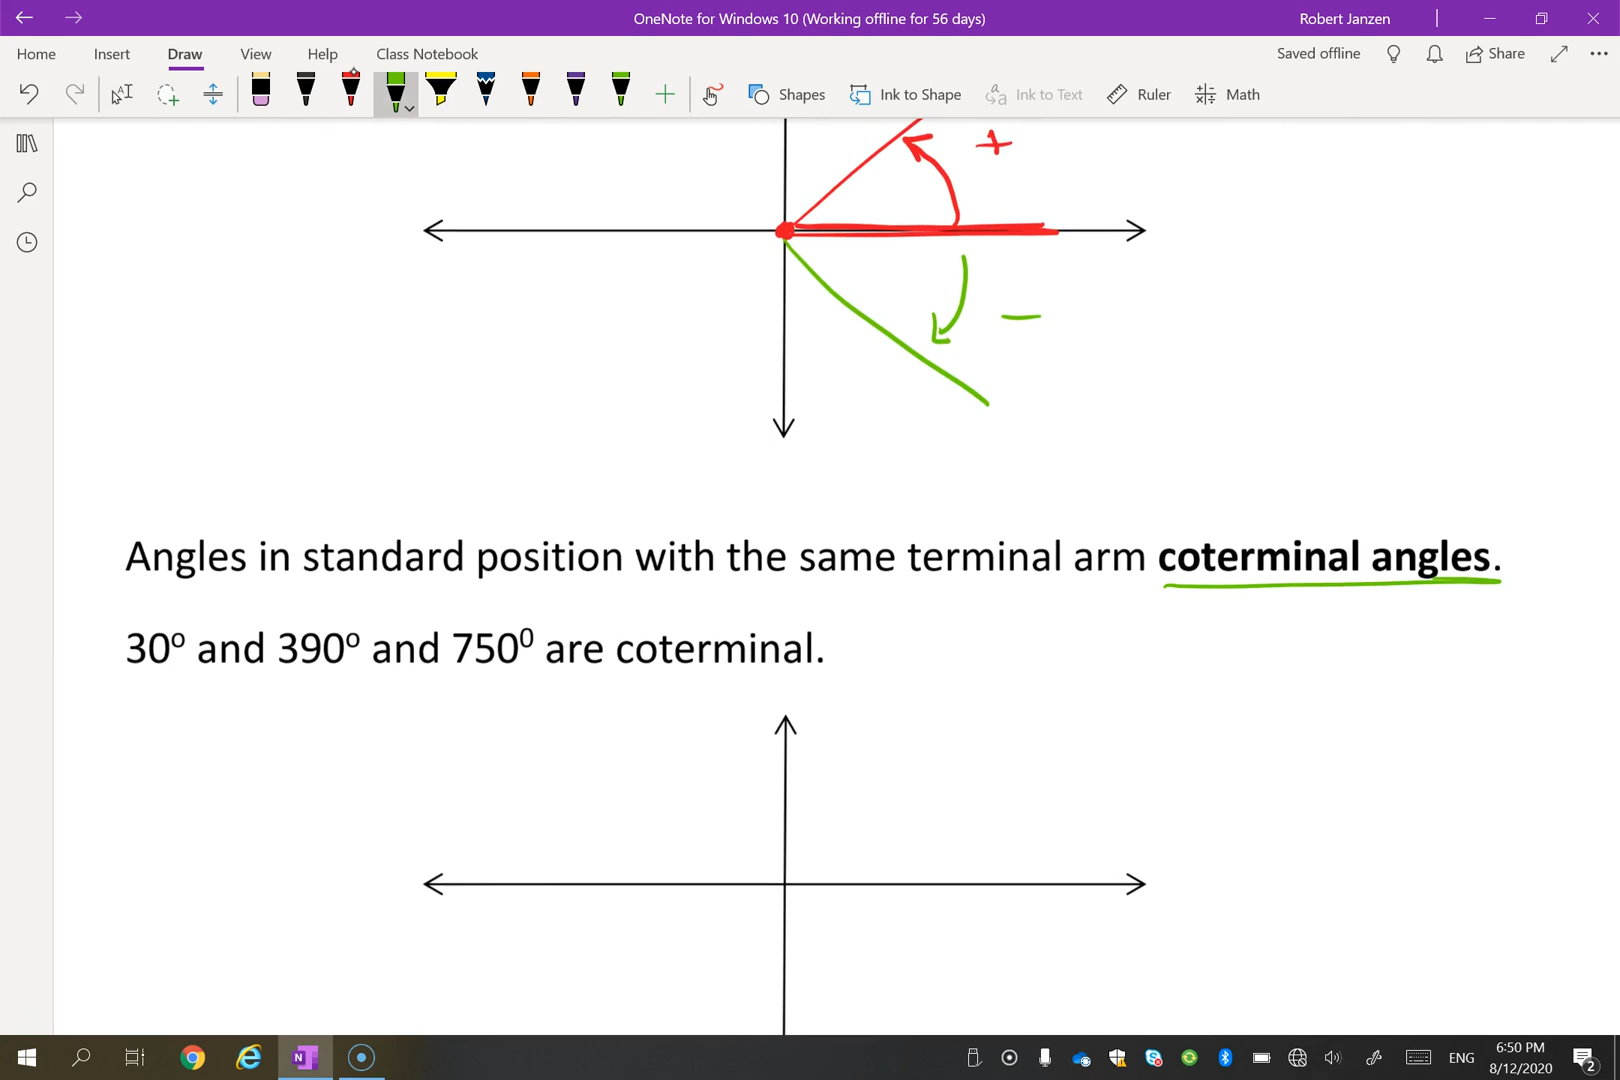 OneNote for Windows 10 (Working offline for 56 days)
Robert Janzen
Home Insert Draw View Help Class Notebook
Saved offline Share
Shapes Ink to Shape Ink to Text Ruler Math
+
−
Angles in standard position with the same terminal arm coterminal angles.
30º and 390º and 750⁰ are coterminal.
ENG
6:50 PM
8/12/2020
2